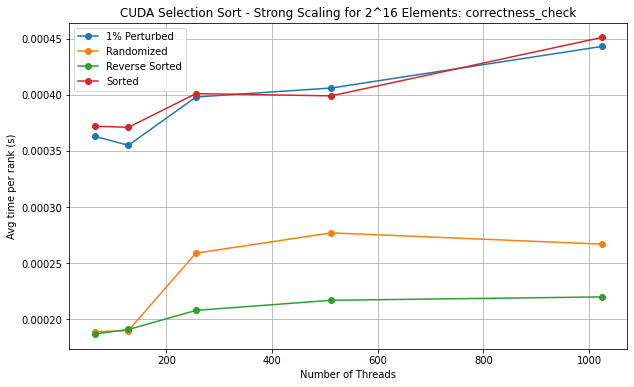 CUDA Selection Sort - Strong Scaling for 2^16 Elements: correctness_check
1% Perturbed
Randomized
Reverse Sorted
Sorted
0.00045
0.00040
0.00035
0.00030
0.00025
0.00020
Avg time per rank (s)
200
400
600
800
1000
Number of Threads